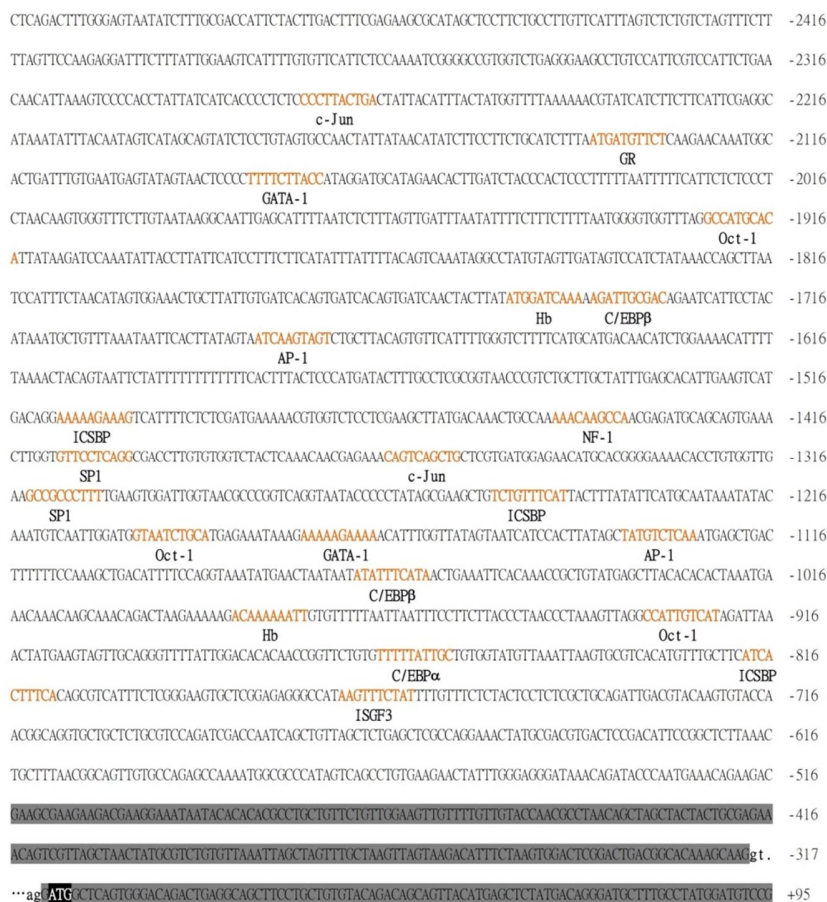 CTCAGACTTTGGGAGTAATATCTTTGCGACCATTCTACTTGACTTTCGAGAAGCGCATAGCTCCTTCTGCCTTGTTCATTTAGTCTCTGTCTAGTTTCTT -2416
TTAGTTCCAAGAGGATTTCTTTATTGGAAGTCATTTTGTGTTCATTCTCCAAAATCGGGGCCGTGGTCTGAGGGAAGCCTGTCCATTCGTCCATTCTGAA -2316
CAACATTAAAGTCCCCACCTATTATCATCACCCCTCTCCCCTTACTGACTATTACATTTACTATGGTTTTAAAAAACGTATCATCTTCTTCATTCGAGGC -2216
c-Jun
ATAAATATTTACAATAGTCATAGCAGTATCTCCTGTAGTGCCAACTATTATAACATATCTTCCTTCTGCATCTTTAATGATGTTCTCAAGAACAAATGGC -2116
GR
ACTGATTTGTGAATGAGTATAGTAACTCCCCTTTTCTTACCATAGGATGCATAGAACACTTGATCTACCCACTCCCTTTTTAATTTTTCATTCTCTCCCT -2016
GATA-1
CTAACAAGTGGGTTTCTTGTAATAAGGCAATTGAGCATTTTAATCTCTTTAGTTGATTTAATATTTTCTTTCTTTTAATGGGGTGGTTTAGGCCATGCAC -1916
Oct-1
ATTATAAGATCCAAATATTACCTTATTCATCCTTTCTTCATATTTATTTTACAGTCAAATAGGCCTATGTAGTTGATAGTCCATCTATAAACCAGCTTAA -1816
TCCATTTCTAACATAGTGGAAACTGCTTATTGTGATCACAGTGATCACAGTGATCAACTACTTATATGGATCAAAAAGATTGCGACAGAATCATTCCTAC -1716
Hb C/EBPβ
ATAAATGCTGTTTAAATAATTCACTTATAGTAATCAAGTAGTCTGCTTACAGTGTTCATTTTGGGTCTTTTCATGCATGACAACATCTGGAAAACATTTT -1616
AP-1
TAAAACTACAGTAATTCTATTTTTTTTTTTTTCACTTTACTCCCATGATACTTTGCCTCGCGGTAACCCGTCTGCTTGCTATTTGAGCACATTGAAGTCAT -1516
GACAGGAAAAAGAAAGTCATTTTCTCTCGATGAAAAACGTGGTCTCCTCGAAGCTTATGACAAACTGCCAAAAACAAGCCAACGAGATGCAGCAGTGAAA -1416
ICSBP NF-1
CTTGGTGTTCCTCAGGCGACCTTGTGTGGTCTACTCAAACAACGAGAAACAGTCAGCTGCTCGTGATGGAGAACATGCACGGGGAAAACACCTGTGGTTG -1316
SP1 c-Jun
AAGCCGCCCTTTTGAAGTGGATTGGTAACGCCCGGTCAGGTAATACCCCCTATAGCGAAGCTGTCTGTTTCATTACTTTATATTCATGCAATAAATATAC -1216
SP1 ICSBP
AAATGTCAATTGGATGGTAATCTGCATGAGAAATAAAGAAAAAGAAAAACATTTGGTTATAGTAATCATCCACTTATAGCTATGTCTCAAATGAGCTGAC -1116
Oct-1 GATA-1 AP-1
TTTTTTCCAAAGCTGACATTTTCCAGGTAAATATGAACTAATAATATATTTCATAACTGAAATTCACAAACCGCTGTATGAGCTTACACACACTAAATGA -1016
C/EBPβ
AACAAACAAGCAAACAGACTAAGAAAAAGACAAAAAATTGTGTTTTTAATTAATTTCCTTCTTACCCTAACCCTAAAGTTAGGCCATTGTCATAGATTAA -916
Hb Oct-1
ACTATGAAGTAGTTGCAGGGTTTTATTGGACACACAACCGGTTCTGTGTTTTTATTGCTGTGGTATGTTAAATTAAGTGCGTCACATGTTTGCTTCATCA -816
C/EBPα ICSBP
CTTTCACAGCGTCATTTCTCGGGAAGTGCTCGGAGAGGGCCATAAGTTTCTATTTTGTTTCTCTACTCCTCTCGCTGCAGATTGACGTACAAGTGTACCA -716
ISGF3
ACGGCAGGTGCTGCTCTGCGTCCAGATCGACCAATCAGCTGTTAGCTCTGAGCTCGCCAGGAAACTATGCGACGTGACTCCGACATTCCGGCTCTTAAAC -616
TGCTTTAACGGCAGTTGTGCCAGAGCCAAAATGGCGCCCATAGTCAGCCTGTGAAGAACTATTTGGGAGGGATAAACAGATACCCAATGAAACAGAAGAC -516
GAAGCGAAGAAGACGAAGGAAATAATACACACACGCCTGCTGTTCTGTTGGAAGTTGTTTTGTTGTACCAACGCCTAACAGCTAGCTACTACTGCGAGAA -416
ACAGTCGTTAGCTAACTATGCGTCTGTGTTAAATTAGCTAGTTTGCTAAGTTAGTAAGACATTTCTAAGTGGACTCGGACTGACGGCACAAAGCAAGgt. -317
···agGATGGCTCAGTGGGACAGACTGAGGCAGCTTCCTGCTGTGTACAGACAGCAGTTACATGAGCTCTATGACAGGGATGCTTTGCCTATGGATGTCCG +95